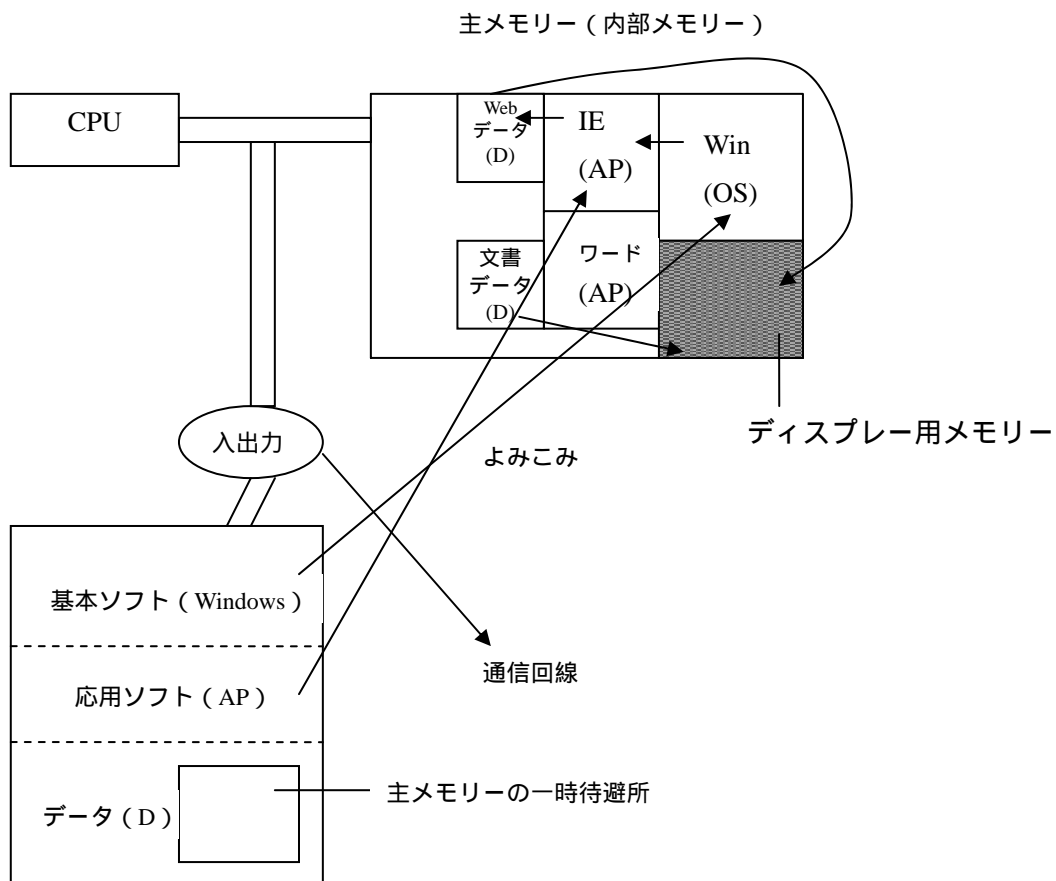 主メモリー（内部メモリー）
CPU
Web
データ
(D)
IE
(AP)
Win
(OS)
文書
データ
(D)
ワード
(AP)
ディスプレー用メモリー
入出力
よみこみ
基本ソフト（Windows）
通信回線
応用ソフト（AP）
主メモリーの一時待避所
データ（D）